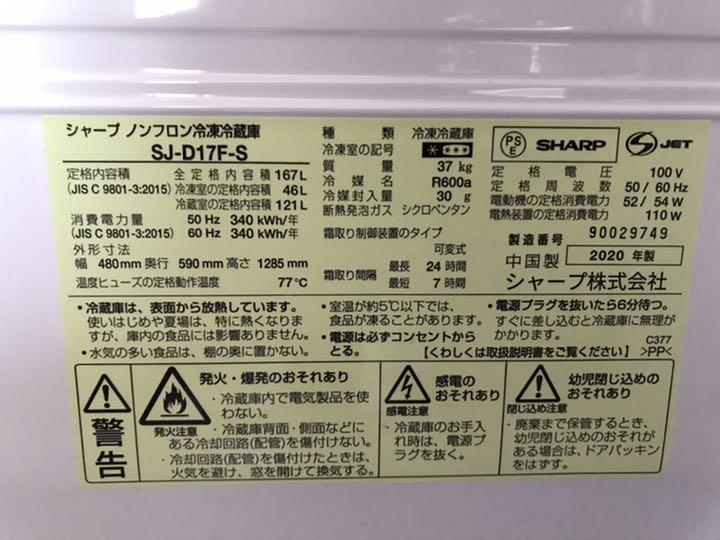 シャープ ノンフロン冷凍冷蔵庫
SJ-D17F-S
定格内容積 全定格内容積 167L
(JIS C 9801-3:2015) 冷凍室の定格内容積 46L
冷蔵室の定格内容積 121L
消費電力量 50 Hz 340 kWh/年
(JIS C 9801-3:2015) 60 Hz 340 kWh/年
外形寸法
幅 480mm 奥行 590mm 高さ 1285mm
温度ヒューズの定格動作温度 77℃
種類 冷凍冷蔵庫
冷凍室の記号
質量 37 kg
冷媒名 R600a
冷媒封入量 30 g
断熱発泡ガス シクロペンタン
霜取り制御装置のタイプ
可変式
霜取り間隔 最長 24 時間
最短 7 時間
PS
E
SHARP
S JET
定格電圧 100 V
定格周波数 50 / 60 Hz
電動機の定格消費電力 52 / 54 W
電熱装置の定格消費電力 110 W
製造番号 90029749
中国製 2020 年製
シャープ株式会社
・冷蔵庫は、表面から放熱しています。
使いはじめや夏場は、特に熱くなりま
すが、庫内の食品には影響ありません。
・水気の多い食品は、棚の奥に置かない。
・室温が約5℃以下では、
食品が凍ることがあります。
・電源は必ずコンセントから
とる。
・電源プラグを抜いたら6分待つ。
すぐに差し込むと冷蔵庫に無理が
かかります。
C377
【くわしくは取扱説明書をご覧ください】 >PP<
警告
発火・爆発のおそれあり
発火注意
・冷蔵庫内で電気製品を使
わない。
・冷蔵庫背面・側面などに
ある冷却回路(配管)を傷付けない。
・冷却回路(配管)を傷付けたときは、
火気を避け、窓を開けて換気する。
感電の
おそれあり
感電注意
・冷蔵庫のお手入
れ時は、電源プ
ラグを抜く。
幼児閉じ込めの
おそれあり
閉じ込め注意
・廃棄まで保管するとき、
幼児閉じ込めのおそれが
ある場合は、ドアパッキン
をはずす。